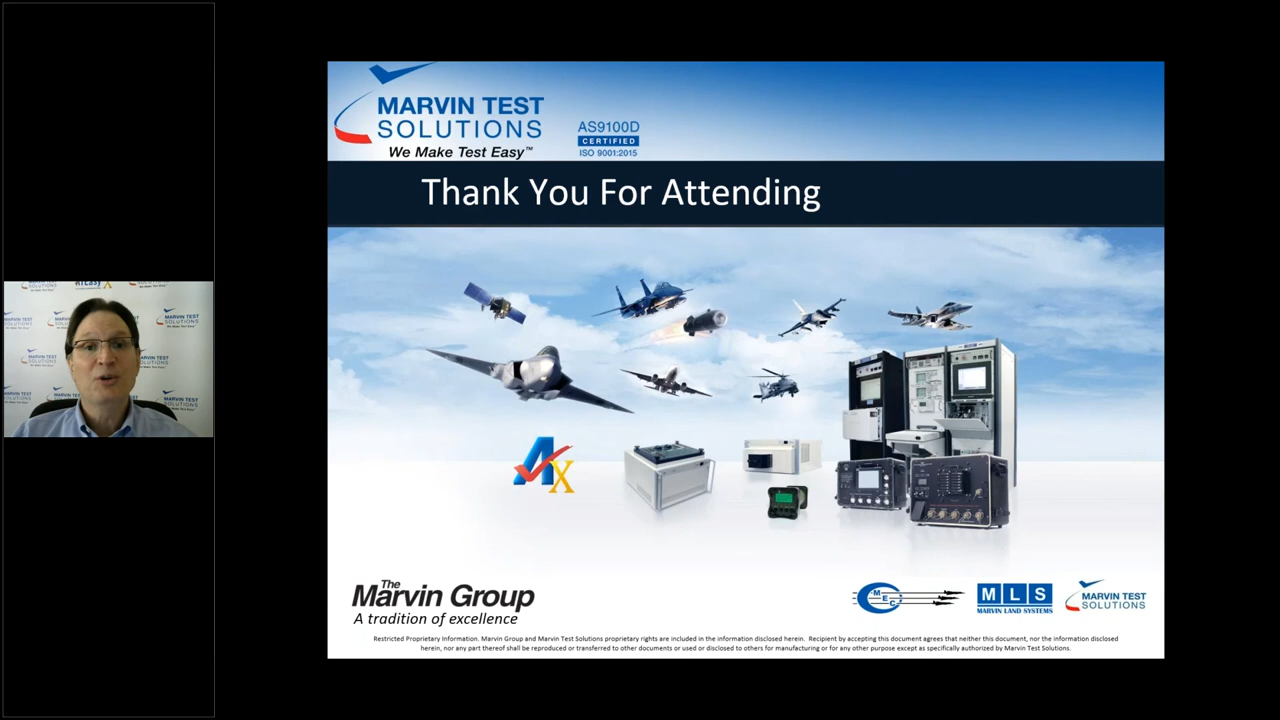 MARVIN TEST
SOLUTIONS
We Make Test Easy™
AS9100D
CERTIFIED
ISO 9001:2015
Thank You For Attending
MARVIN TEST
SOLUTIONS
AX
The
Marvin Group
A tradition of excellence
MEC
MLS
MARVIN LAND SYSTEMS
MARVIN TEST
SOLUTIONS
Restricted Proprietary Information. Marvin Group and Marvin Test Solutions proprietary rights are included in the information disclosed herein. Recipient by accepting this document agrees that neither this document, nor the information disclosed
herein, nor any part thereof shall be reproduced or transferred to other documents or used or disclosed to others for manufacturing or for any other purpose except as specifically authorized by Marvin Test Solutions.